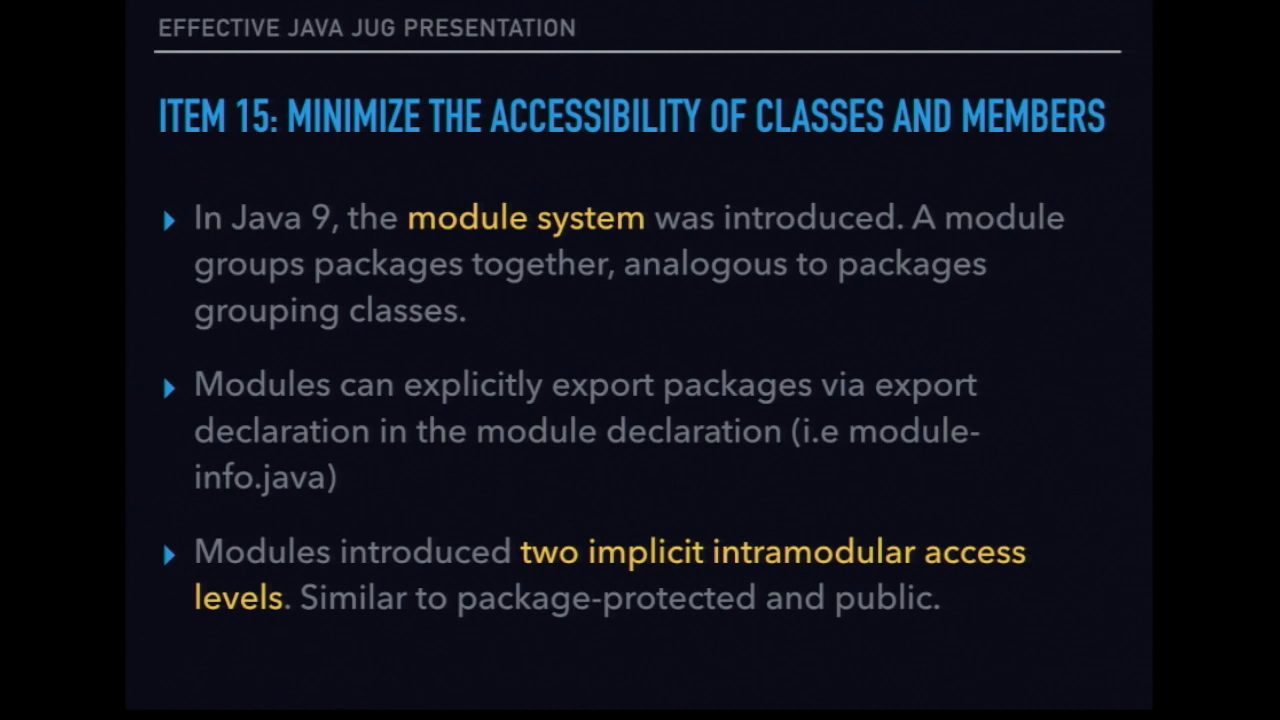 EFFECTIVE JAVA JUG PRESENTATION
ITEM 15: MINIMIZE THE ACCESSIBILITY OF CLASSES AND MEMBERS
In Java 9, the module system was introduced. A module
groups packages together, analogous to packages
grouping classes.
Modules can explicitly export packages via export
declaration in the module declaration (i.e module-
info.java)
Modules introduced two implicit intramodular access
levels. Similar to package-protected and public.